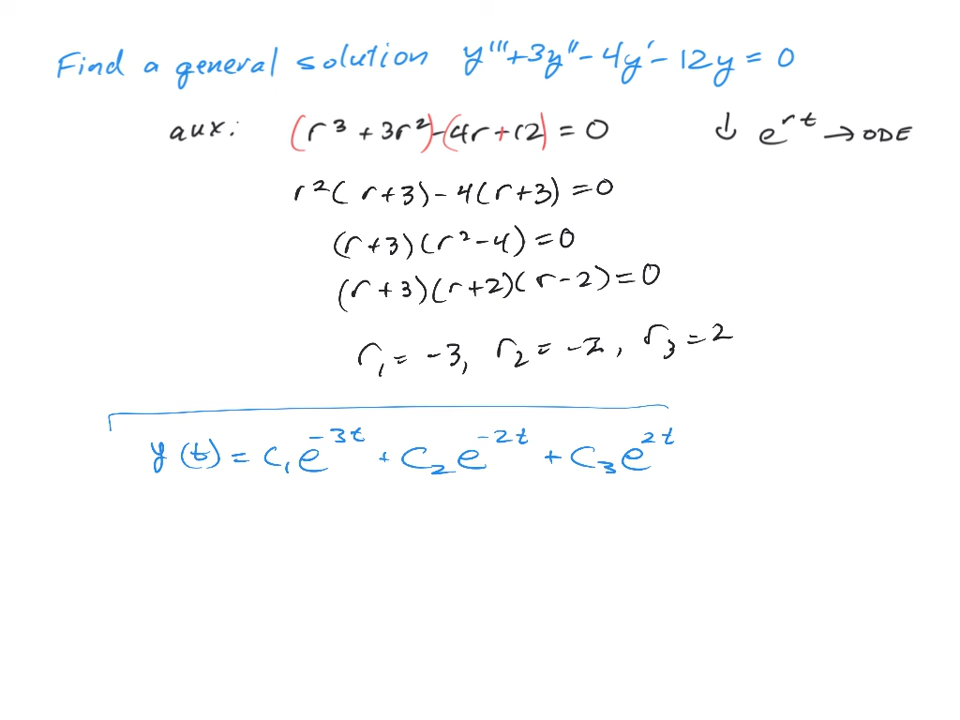 Find a general solution y'''+3y''-4y'-12y=0
aux: (r³+3r²)-(4r+12)=0 ↓ e^{rt} → ODE
r²(r+3)-4(r+3)=0
(r+3)(r²-4)=0
(r+3)(r+2)(r-2)=0
r₁=-3, r₂=-2, r₃=2
y(t)=C₁e^{-3t}+C₂e^{-2t}+C₃e^{2t}